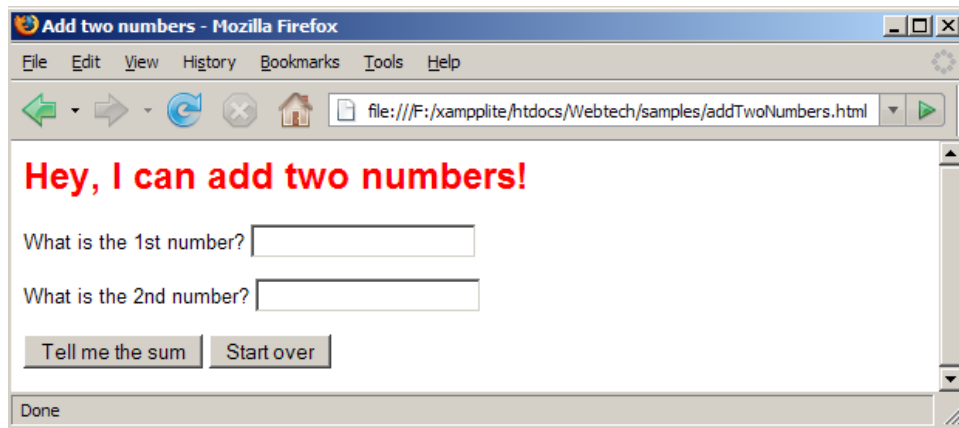 Add two numbers - Mozilla Firefox
File Edit View History Bookmarks Tools Help
file:///F:/xampplite/htdocs/Webtech/samples/addTwoNumbers.html
Hey, I can add two numbers!
What is the 1st number?
What is the 2nd number?
Tell me the sum Start over
Done